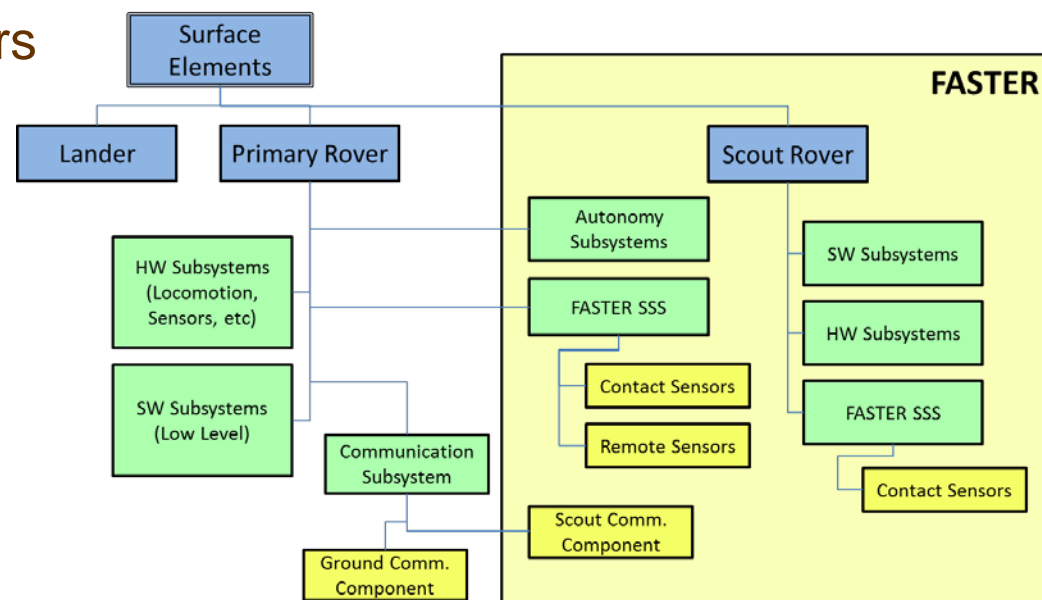 rs
Surface
Elements
FASTER
Lander
Primary Rover
Scout Rover
Autonomy
Subsystems
SW Subsystems
HW Subsystems
(Locomotion,
Sensors, etc)
FASTER SSS
HW Subsystems
Contact Sensors
SW Subsystems
(Low Level)
FASTER SSS
Remote Sensors
Communication
Subsystem
Contact Sensors
Scout Comm.
Component
Ground Comm.
Component